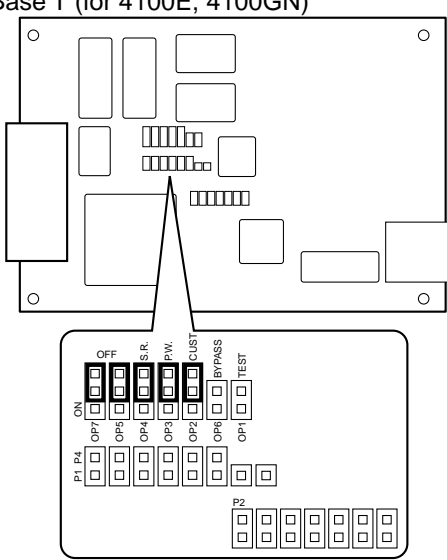 Base 1 (for 4100E, 4100GN)
OFF
S.R.
P.W.
CUST
BYPASS
TEST
ON
OP7
OP5
OP4
OP3
OP2
OP6
OP1
P1 P4
P2